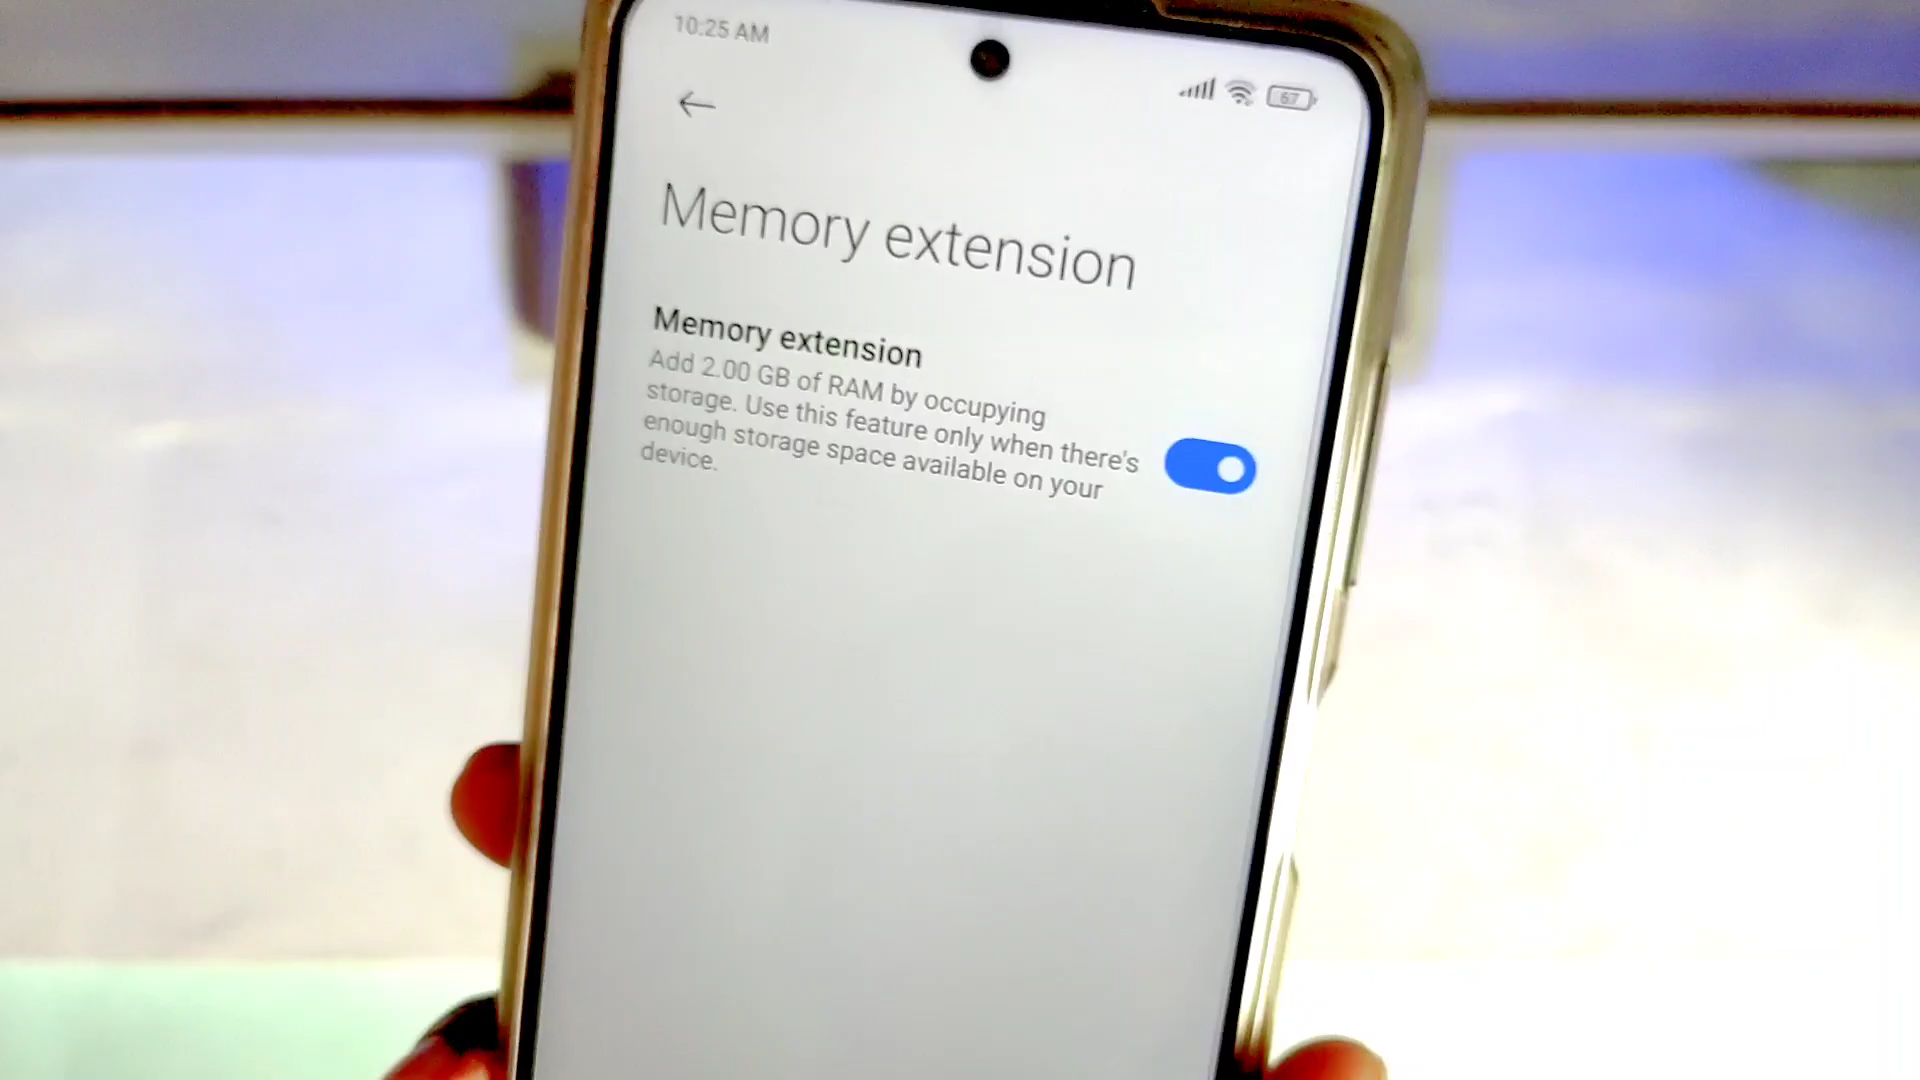 10:25 AM
67
Memory extension
Memory extension
Add 2.00 GB of RAM by occupying
storage. Use this feature only when there's
enough storage space available on your
device.